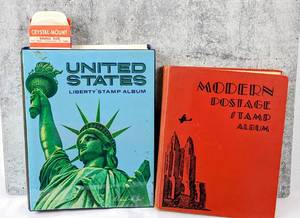 CRYSTAL-MOUNT
UNITED
STATES
LIBERTY STAMP ALBUM
MODERN
POSTAGE
STAMP
ALBUM